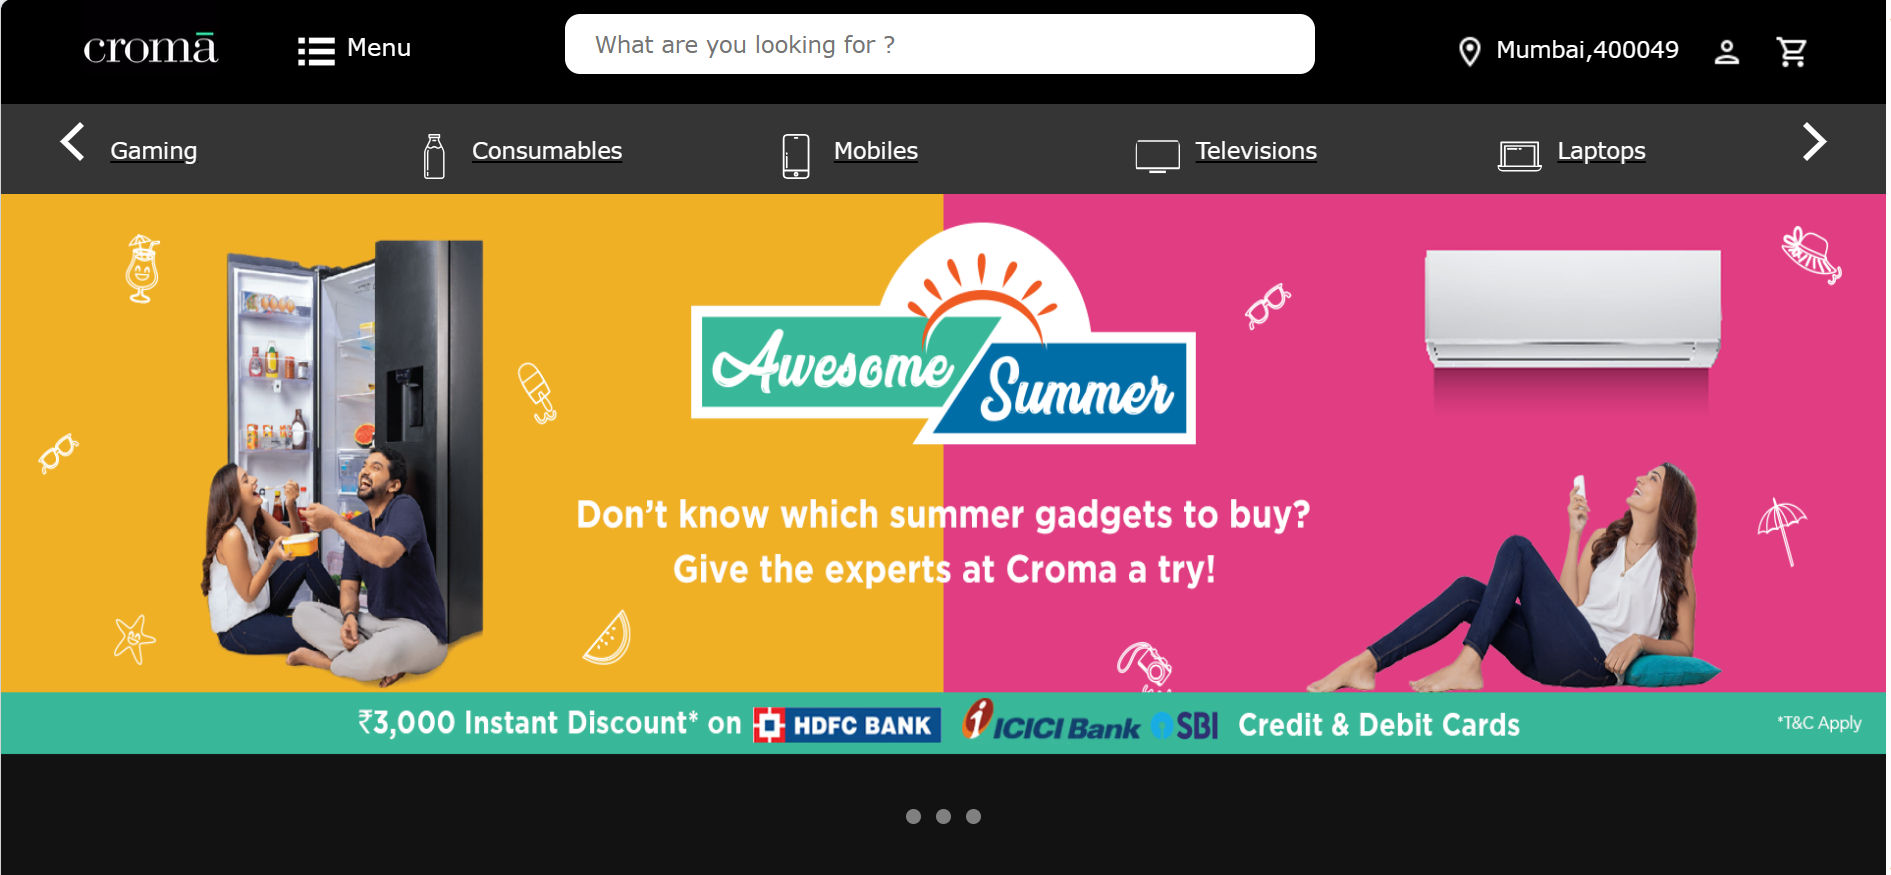 cromā
Menu
What are you looking for ?
Mumbai,400049
Gaming
Consumables
Mobiles
Televisions
Laptops
Awesome
Summer
Don't know which summer gadgets to buy?
Give the experts at Croma a try!
₹3,000 Instant Discount* on HDFC BANK ICICI Bank SBI Credit & Debit Cards
*T&C Apply